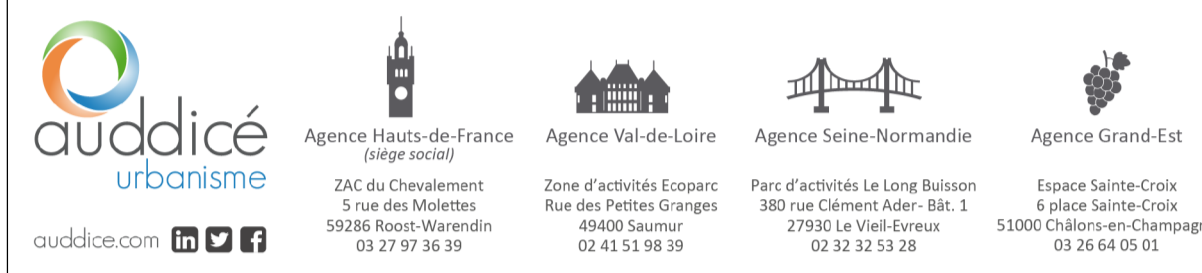 auddicé
urbanisme
auddice.com
Agence Hauts-de-France
(siège social)
ZAC du Chevalement
5 rue des Molettes
59286 Roost-Warendin
03 27 97 36 39
Agence Val-de-Loire
Zone d'activités Ecoparc
Rue des Petites Granges
49400 Saumur
02 41 51 98 39
Agence Seine-Normandie
Parc d'activités Le Long Buisson
380 rue Clément Ader- Bât. 1
27930 Le Vieil-Evreux
02 32 32 53 28
Agence Grand-Est
Espace Sainte-Croix
6 place Sainte-Croix
51000 Châlons-en-Champagn
03 26 64 05 01